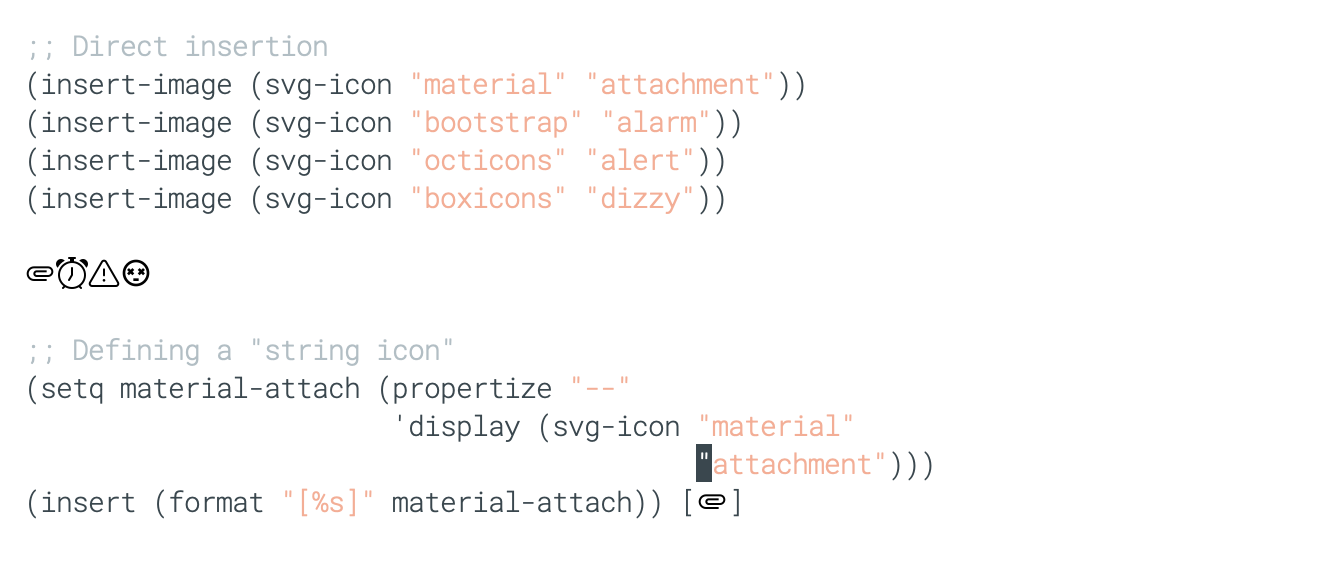 ;; Direct insertion
(insert-image (svg-icon "material" "attachment"))
(insert-image (svg-icon "bootstrap" "alarm"))
(insert-image (svg-icon "octicons" "alert"))
(insert-image (svg-icon "boxicons" "dizzy"))
;; Defining a "string icon"
(setq material-attach (propertize "--"
'display (svg-icon "material"
"attachment")))
(insert (format "[%s]" material-attach)) []